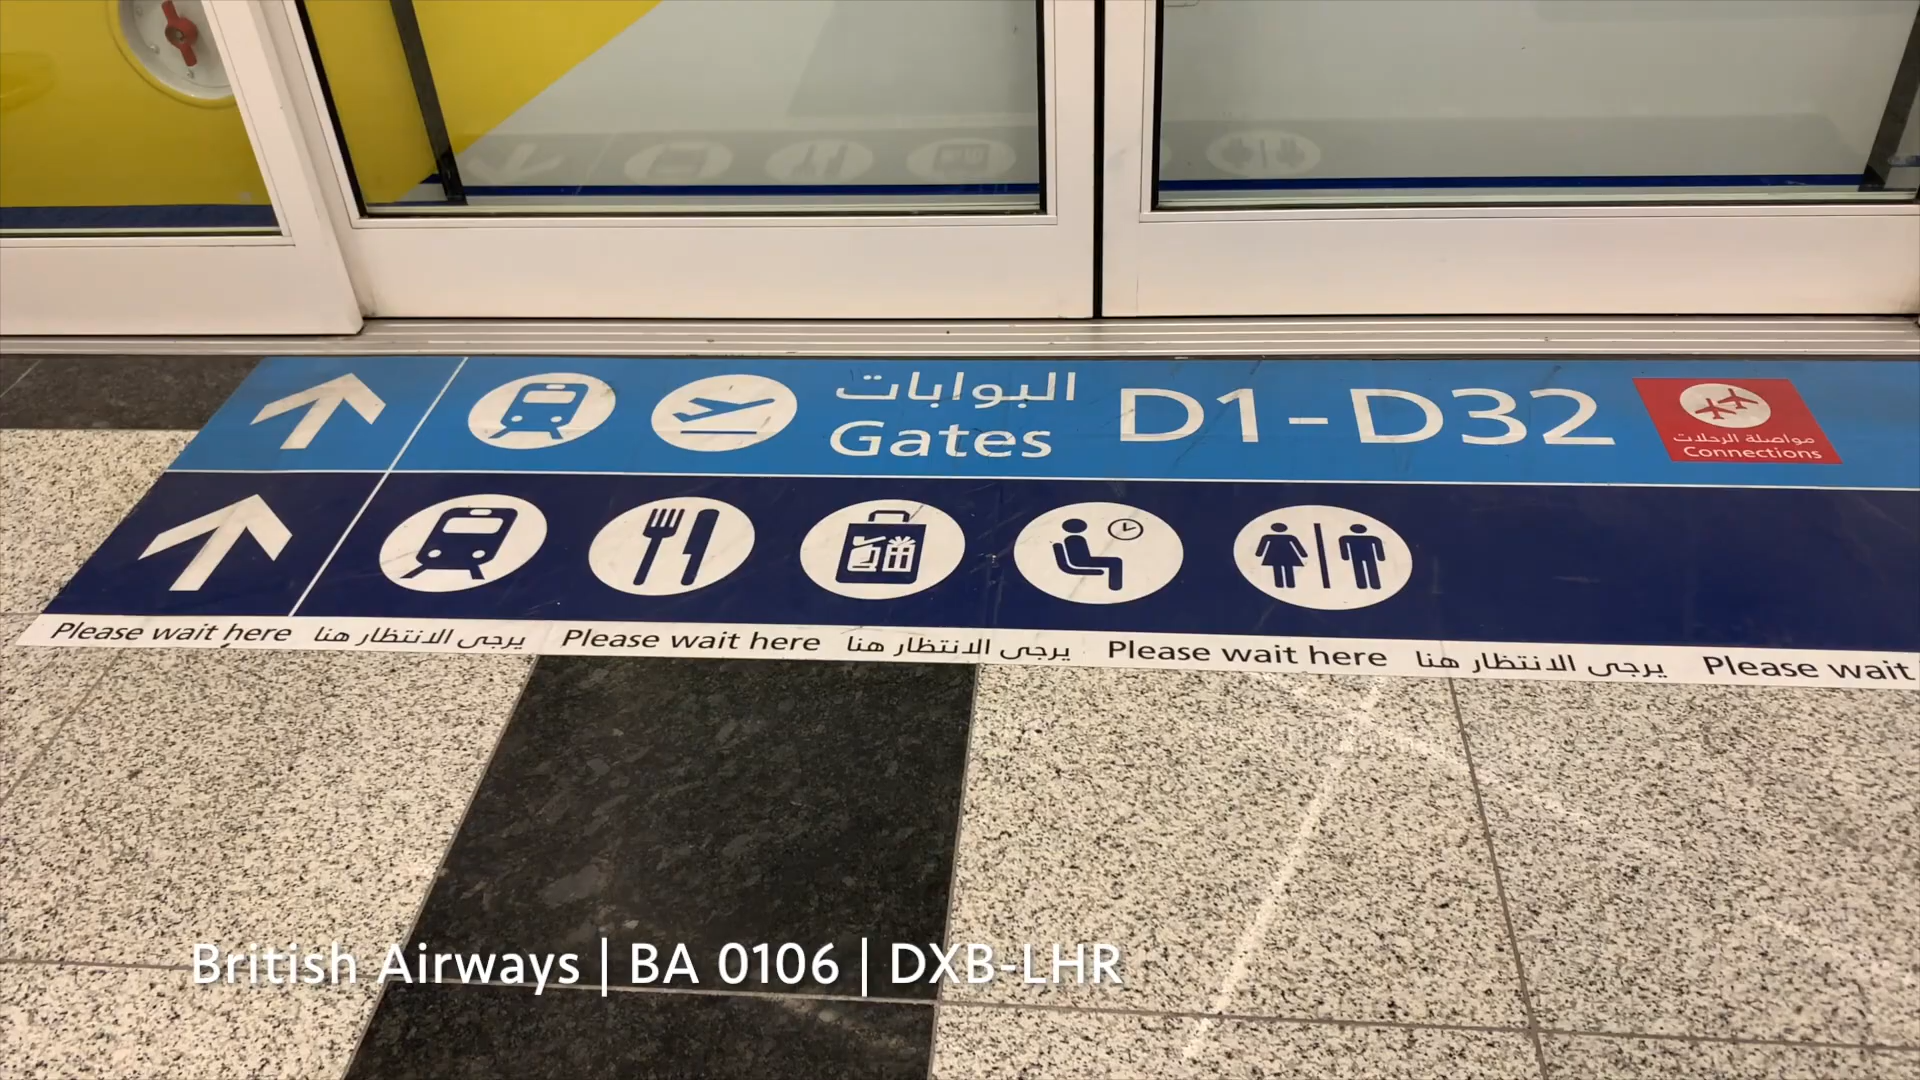 البوابات
Gates
D1-D32
مواصلة الرحلات
Connections
Please wait here يرجى الانتظار هنا Please wait here يرجى الانتظار هنا Please wait here يرجى الانتظار هنا Please wait
British Airways | BA 0106 | DXB-LHR